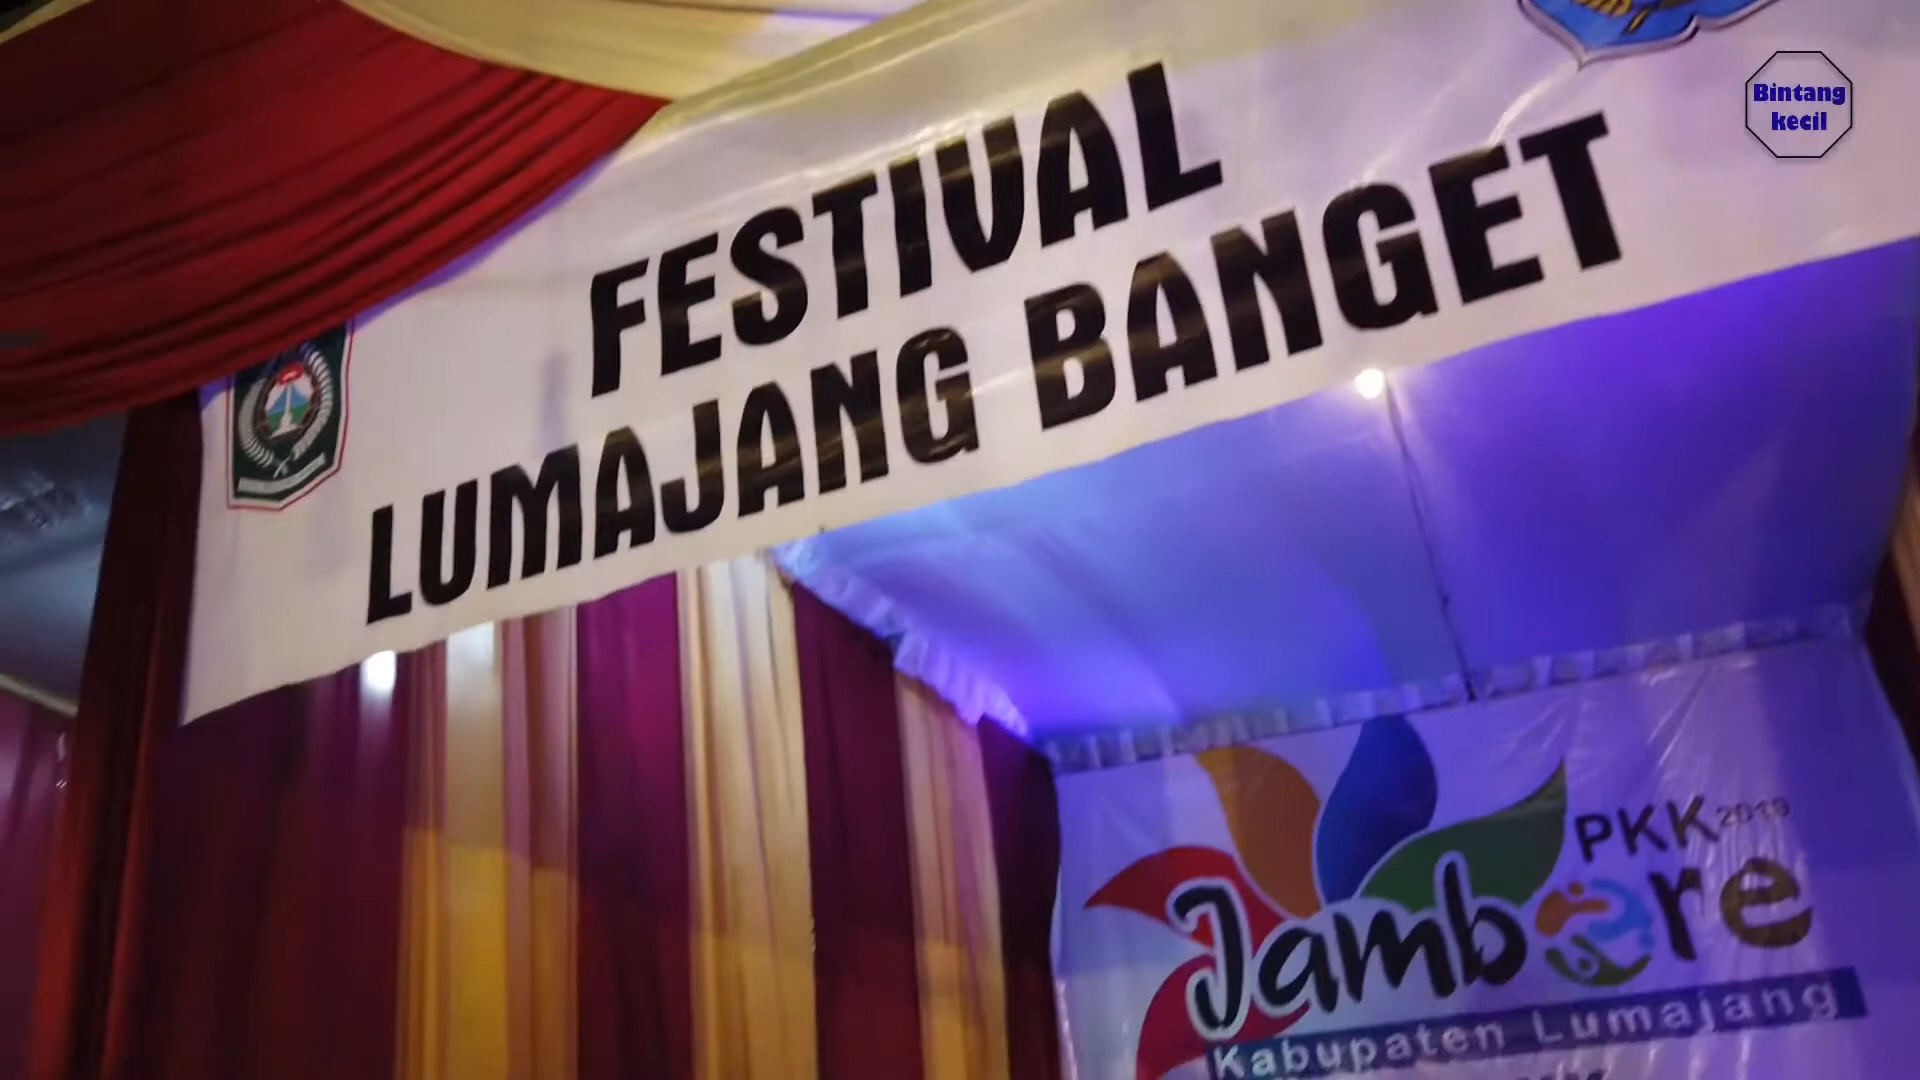 Bintang
kecil
FESTIVAL
LUMAJANG BANGET
PKK 2019
Jambore
Kabupaten Lumajang